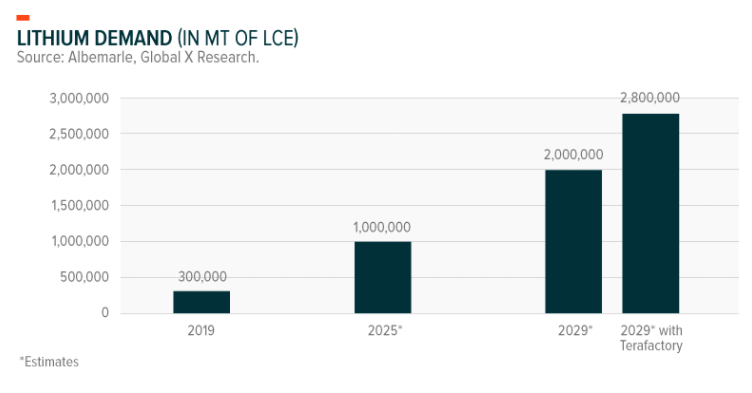 LITHIUM DEMAND (IN MT OF LCE)
Source: Albemarle, Global X Research.
3,000,000
2,500,000
2,000,000
1,500,000
1,000,000
500,000
0
300,000
1,000,000
2,000,000
2,800,000
2019
2025*
2029*
2029* with
Terafactory
*Estimates